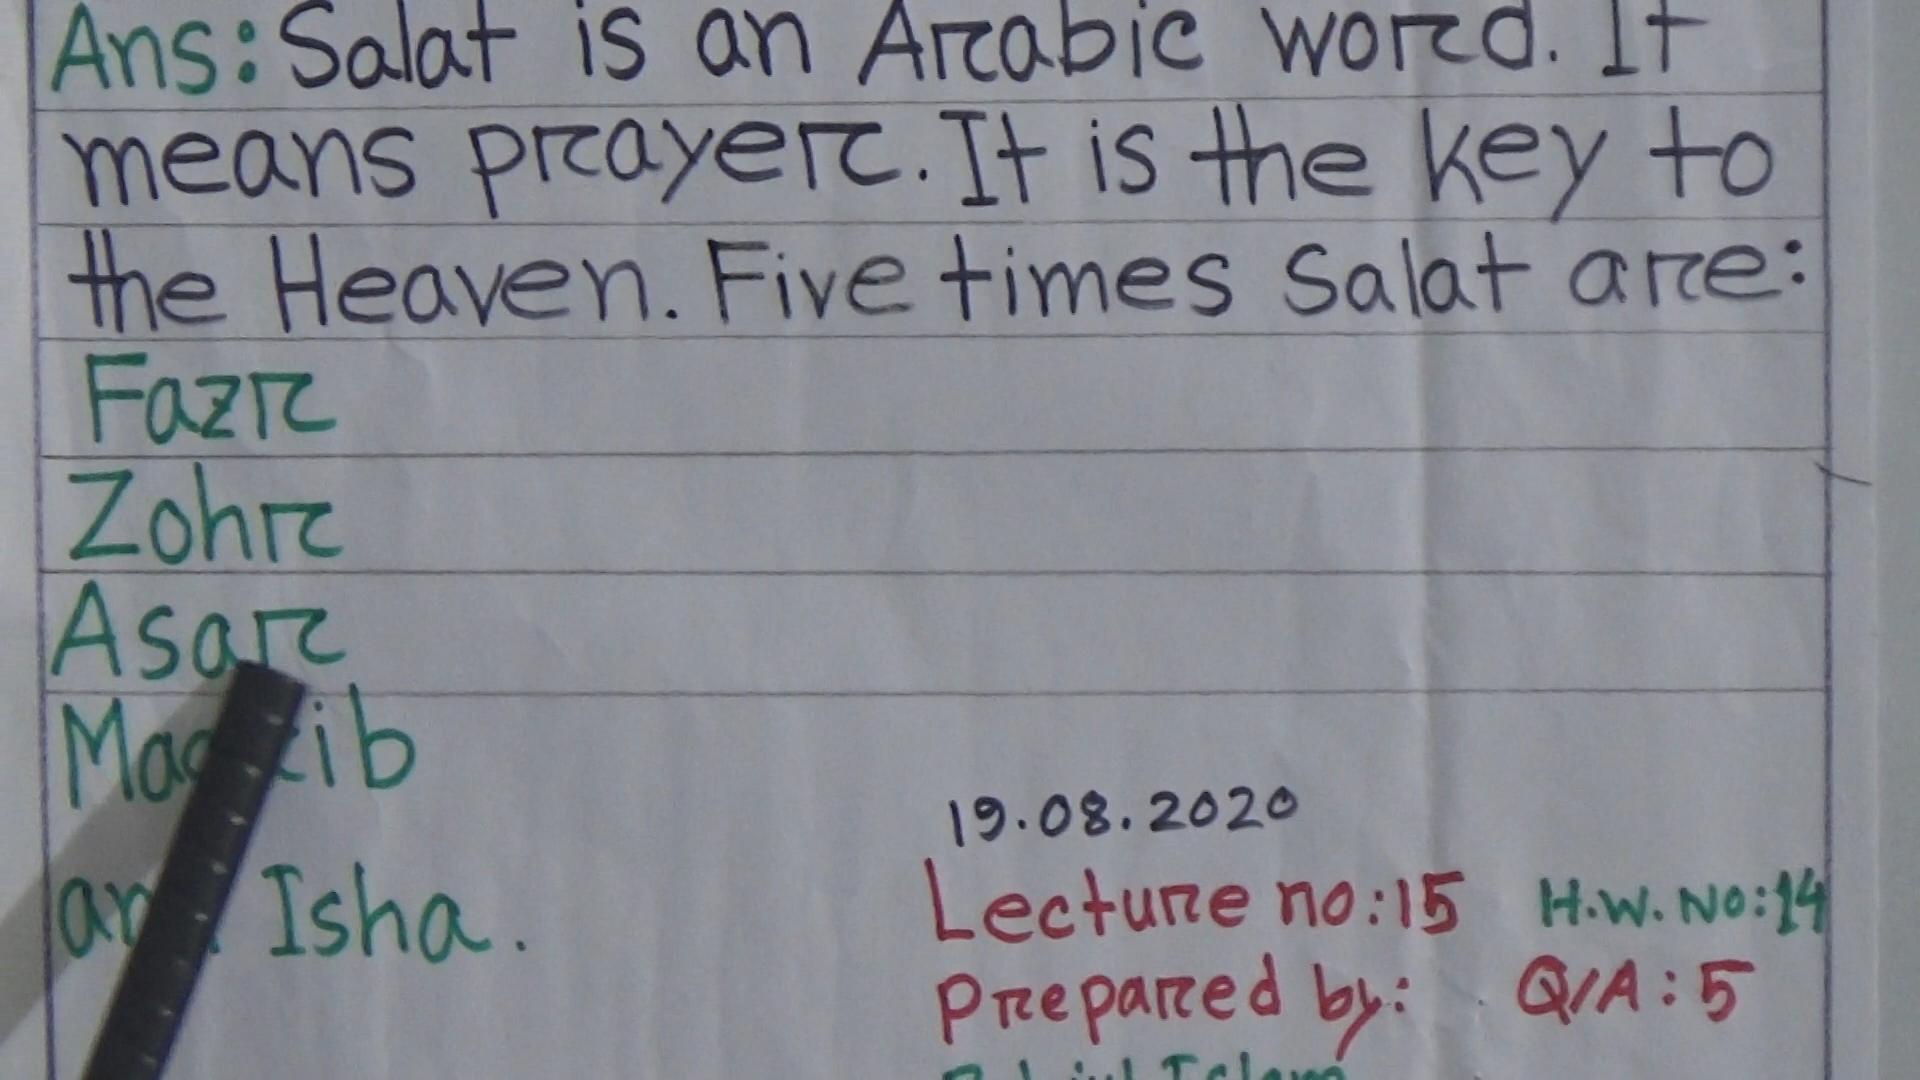 Ans: Salat is an Arabic word. It
means prayer. It is the key to
the Heaven. Five times Salat are:
Fazr
Zohr
Asar
Isha.
19.08.2020
Lecture no:15 H.W. No:14
Prepared by: Q/A:5
Islam